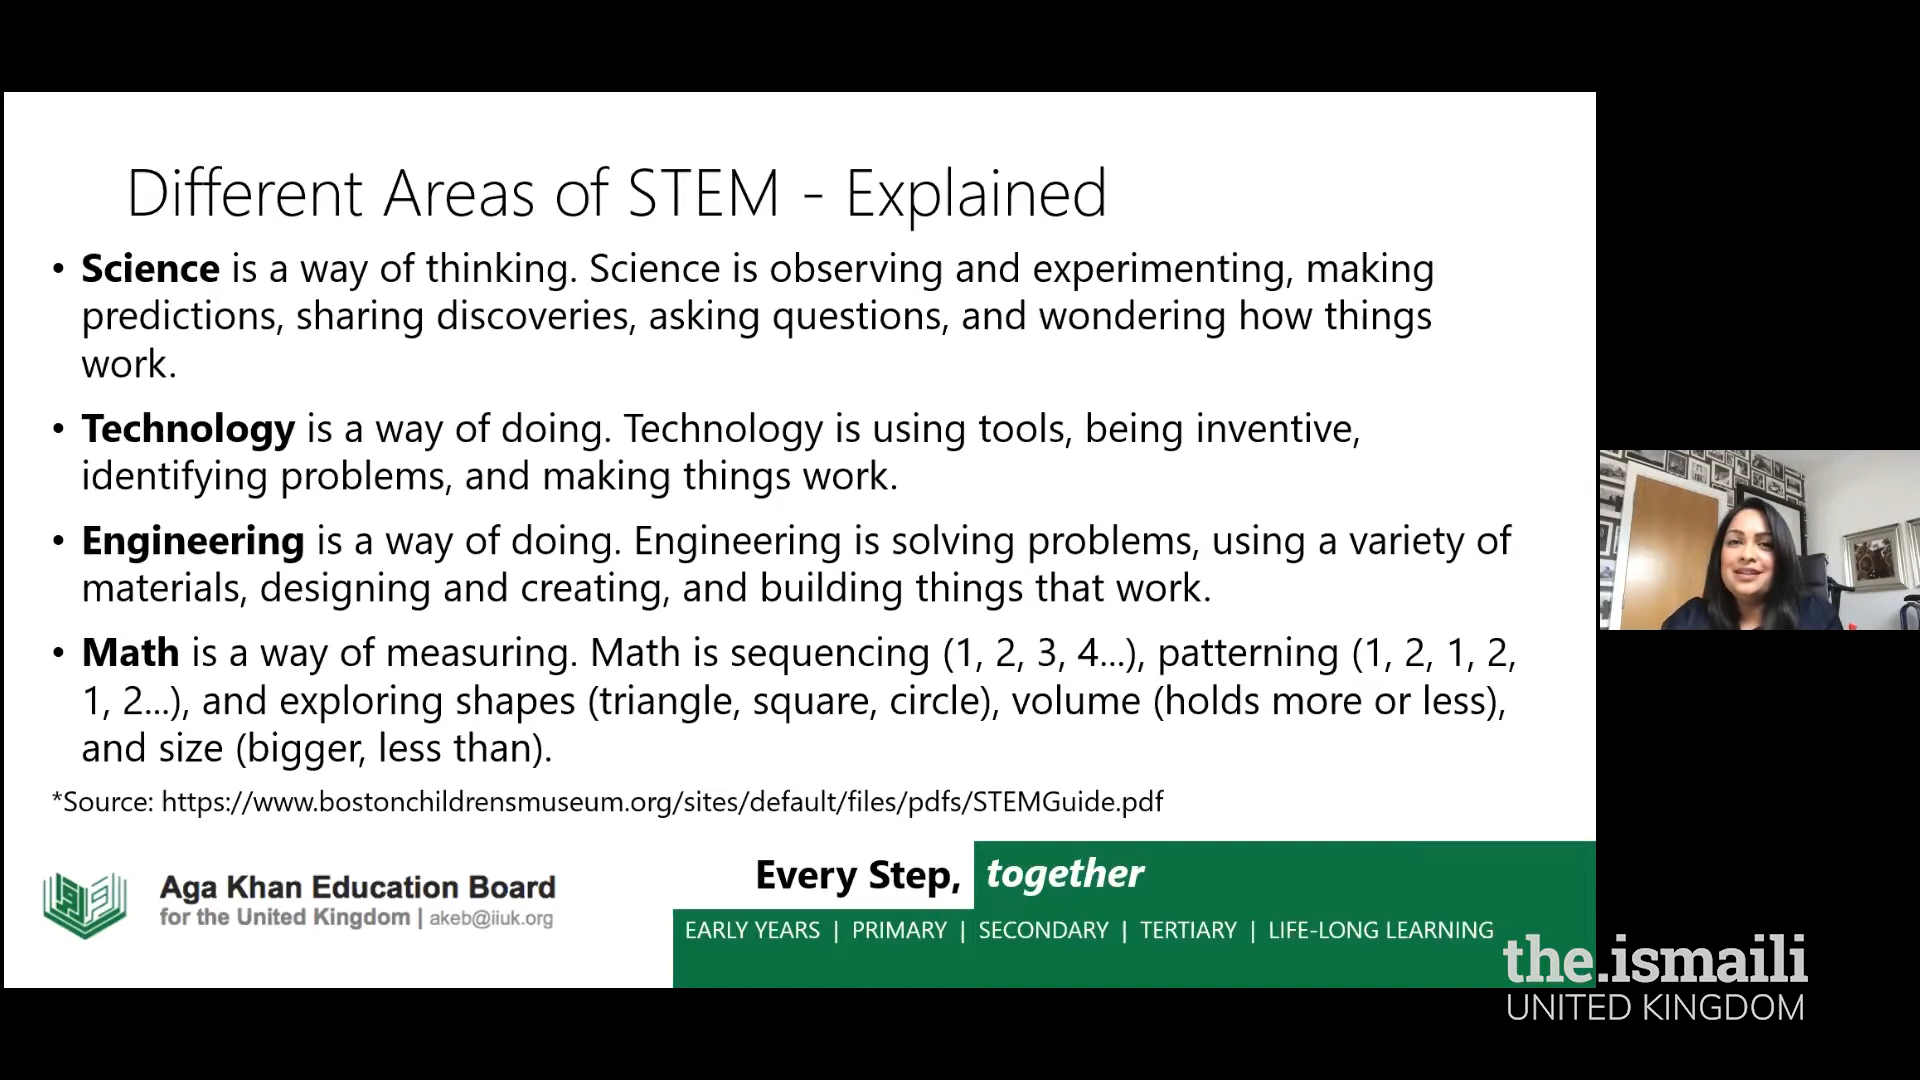 Different Areas of STEM - Explained
• Science is a way of thinking. Science is observing and experimenting, making
predictions, sharing discoveries, asking questions, and wondering how things
work.
• Technology is a way of doing. Technology is using tools, being inventive,
identifying problems, and making things work.
• Engineering is a way of doing. Engineering is solving problems, using a variety of
materials, designing and creating, and building things that work.
• Math is a way of measuring. Math is sequencing (1, 2, 3, 4...), patterning (1, 2, 1, 2,
1, 2...), and exploring shapes (triangle, square, circle), volume (holds more or less),
and size (bigger, less than).
*Source: https://www.bostonchildrensmuseum.org/sites/default/files/pdfs/STEMGuide.pdf
Aga Khan Education Board
for the United Kingdom | akeb@iiuk.org
Every Step, together
EARLY YEARS | PRIMARY | SECONDARY | TERTIARY | LIFE-LONG LEARNING
the.ismaili
UNITED KINGDOM